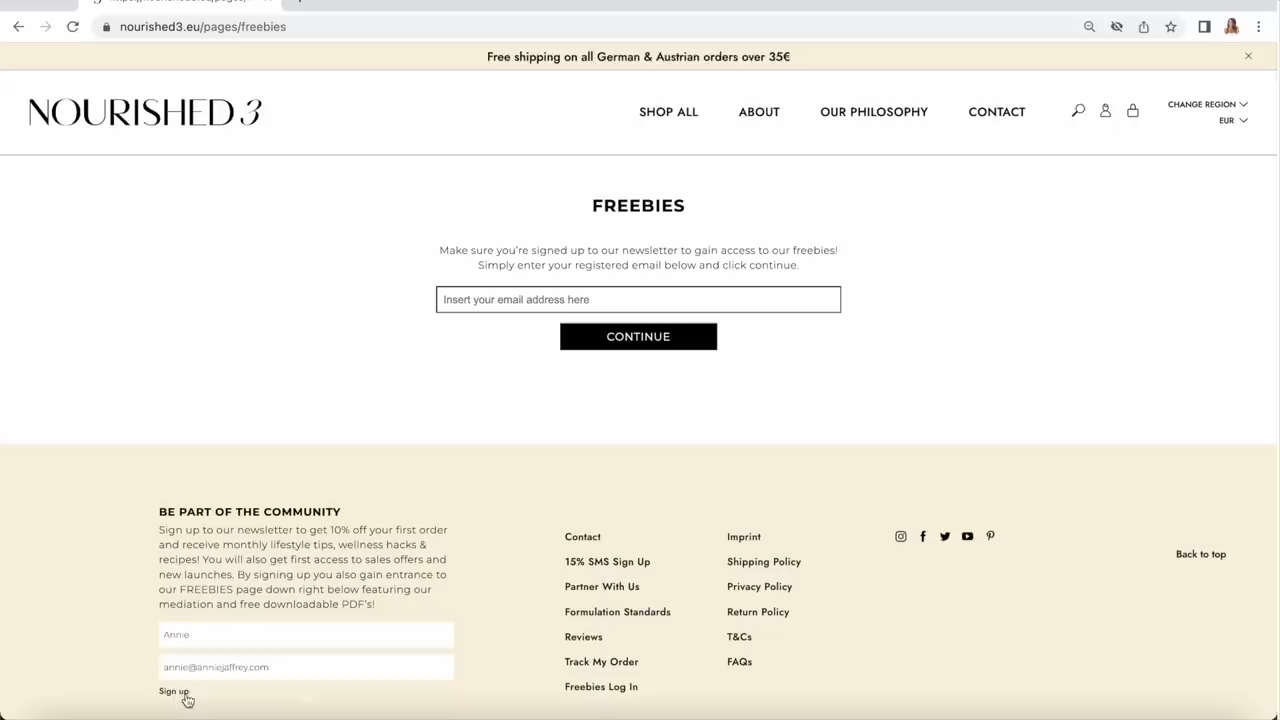 nourished3.eu/pages/freebies
Free shipping on all German & Austrian orders over 35€
NOURISHED 3
SHOP ALL
ABOUT
OUR PHILOSOPHY
CONTACT
CHANGE REGION
EUR
FREEBIES
Make sure you're signed up to our newsletter to gain access to our freebies!
Simply enter your registered email below and click continue.
Insert your email address here
CONTINUE
BE PART OF THE COMMUNITY
Sign up to our newsletter to get 10% off your first order
and receive monthly lifestyle tips, wellness hacks &
recipes! You will also get first access to sales offers and
new launches. By signing up you also gain entrance to
our FREEBIES page down right below featuring our
mediation and free downloadable PDF's!
Annie
annie@anniejaffrey.com
Sign up
Contact
15% SMS Sign Up
Partner With Us
Formulation Standards
Reviews
Track My Order
Freebies Log In
Imprint
Shipping Policy
Privacy Policy
Return Policy
T&Cs
FAQs
Back to top